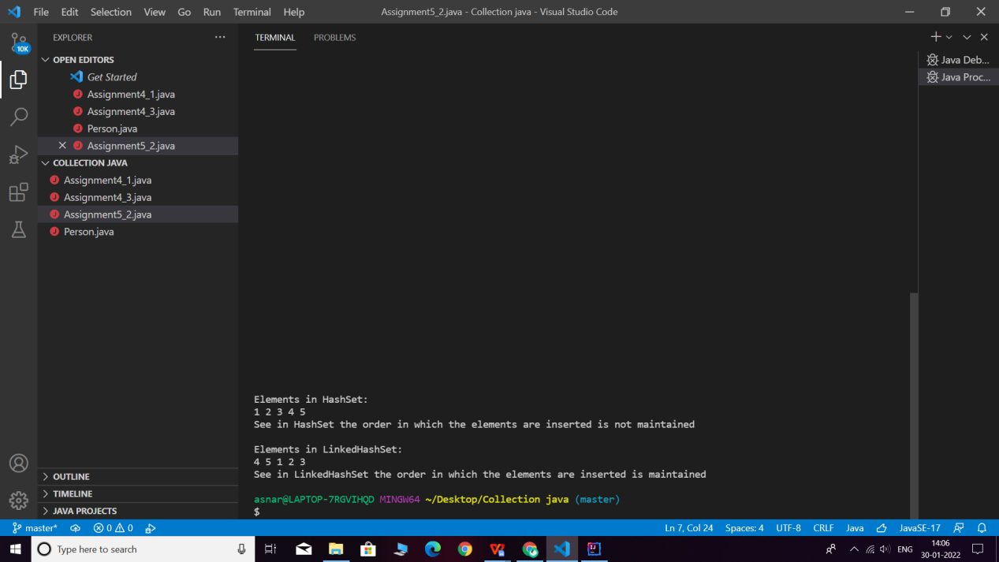 File Edit Selection View Go Run Terminal Help
Assignment5_2.java - Collection java - Visual Studio Code
10K
EXPLORER
OPEN EDITORS
Get Started
Assignment4_1.java
Assignment4_3.java
Person.java
Assignment5_2.java
COLLECTION JAVA
Assignment4_1.java
Assignment4_3.java
Assignment5_2.java
Person.java
OUTLINE
TIMELINE
JAVA PROJECTS
TERMINAL PROBLEMS
Java Deb...
Java Proc...
Elements in HashSet:
1 2 3 4 5
See in HashSet the order in which the elements are inserted is not maintained
Elements in LinkedHashSet:
4 5 1 2 3
See in LinkedHashSet the order in which the elements are inserted is maintained
asnar@LAPTOP-7RGVIHQD MINGW64 ~/Desktop/Collection java (master)
$
master* 0 0 Ln 7, Col 24 Spaces: 4 UTF-8 CRLF Java JavaSE-17
Type here to search
ENG
14:06
30-01-2022